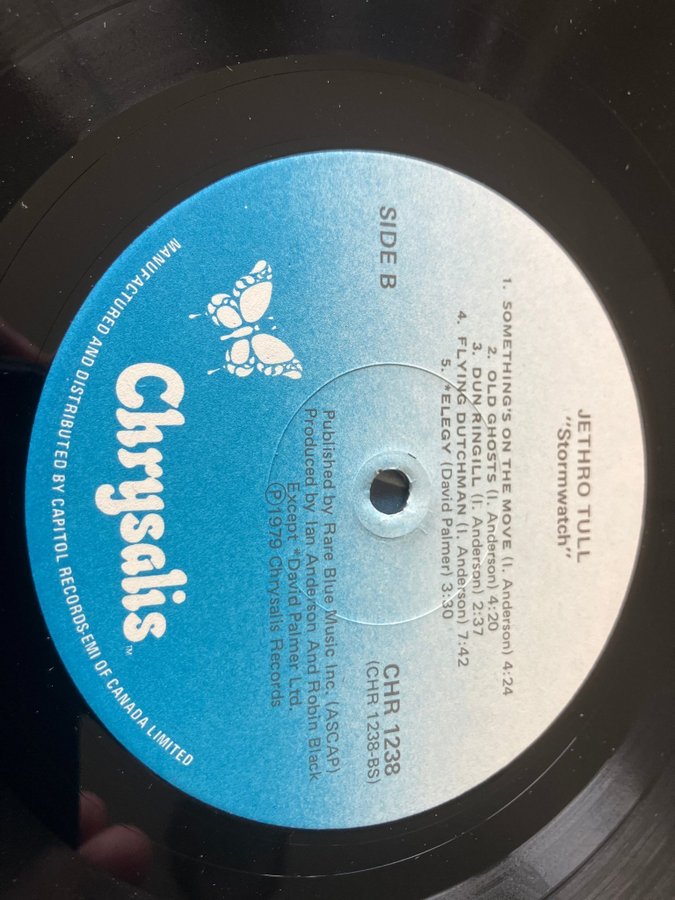 JETHRO TULL
"Stormwatch"
1. SOMETHING'S ON THE MOVE (I. Anderson) 4:24
2. OLD GHOSTS (I. Anderson) 4:20
3. DUN RINGILL (I. Anderson) 2:37
4. FLYING DUTCHMAN (I. Anderson) 7:42
5. *ELEGY (David Palmer) 3:30
SIDE B
CHR 1238
(CHR 1238-BS)
Published by Rare Blue Music Inc. (ASCAP)
Produced by Ian Anderson And Robin Black
Except *David Palmer Ltd.
Ⓟ1979 Chrysalis Records
Chrysalis™
MANUFACTURED AND DISTRIBUTED BY CAPITOL RECORDS-EMI OF CANADA LIMITED